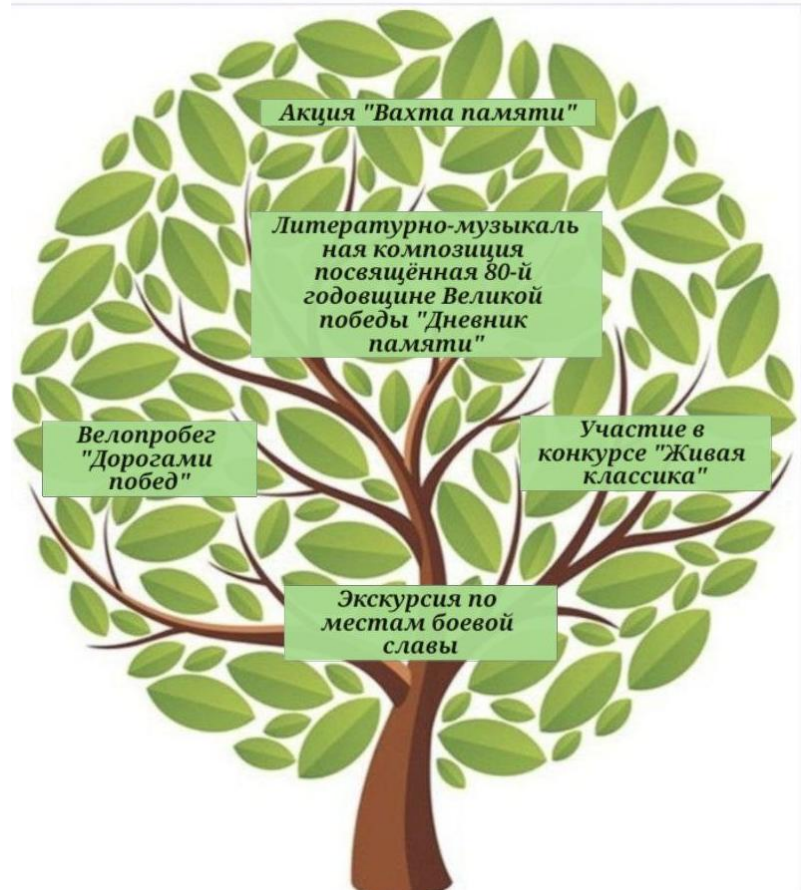 Акция "Вахта памяти"
Литературно-музыкаль
ная композиция
посвящённая 80-й
годовщине Великой
победы "Дневник
памяти"
Велопробег
"Дорогами
побед"
Участие в
конкурсе "Живая
классика"
Экскурсия по
местам боевой
славы